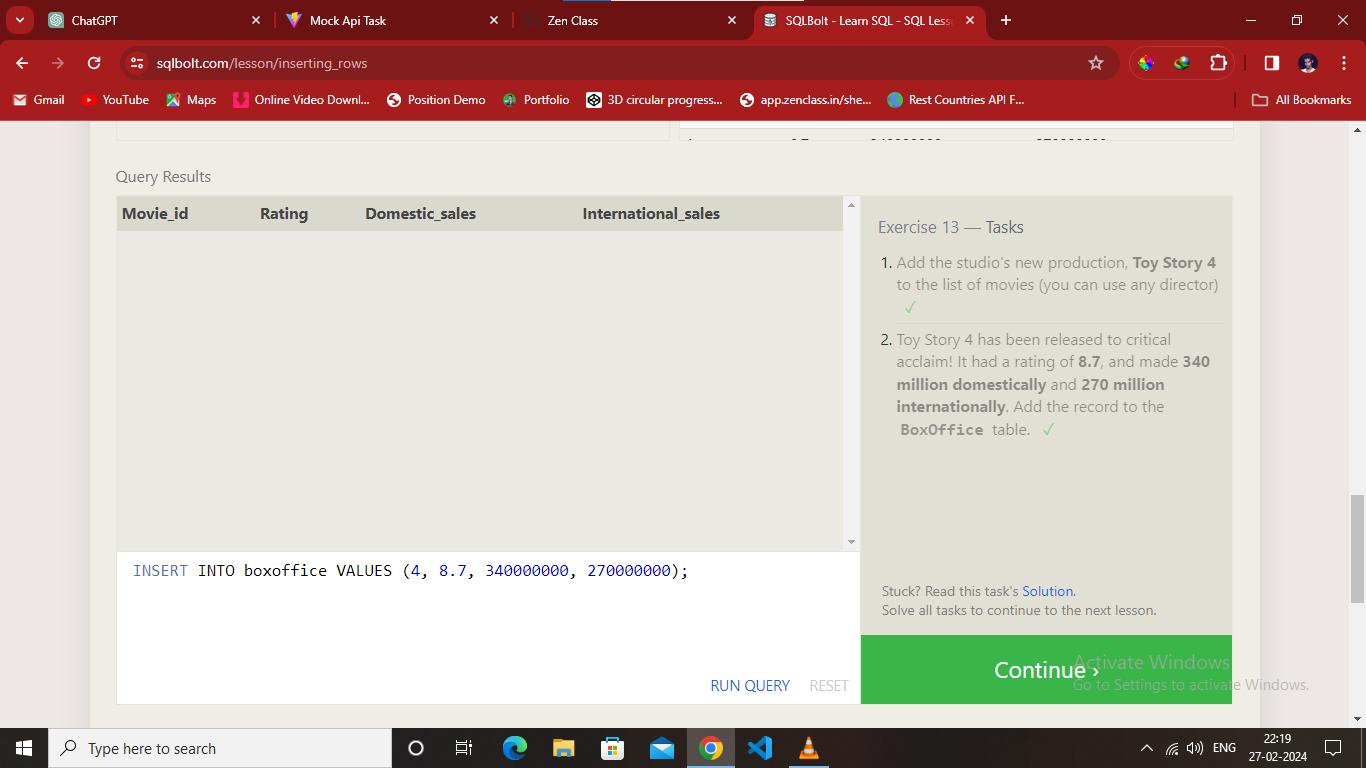 ChatGPT
Mock Api Task
Zen Class
SQLBolt - Learn SQL - SQL Less
sqlbolt.com/lesson/inserting_rows
Gmail
YouTube
Maps
Online Video Downl...
Position Demo
Portfolio
3D circular progress...
app.zenclass.in/she...
Rest Countries API F...
All Bookmarks
Query Results
Movie_id Rating Domestic_sales International_sales
INSERT INTO boxoffice VALUES (4, 8.7, 340000000, 270000000);
RUN QUERY RESET
Exercise 13 — Tasks
1. Add the studio's new production, Toy Story 4
to the list of movies (you can use any director)
✓
2. Toy Story 4 has been released to critical
acclaim! It had a rating of 8.7, and made 340
million domestically and 270 million
internationally. Add the record to the
BoxOffice table. ✓
Stuck? Read this task's Solution.
Solve all tasks to continue to the next lesson.
Continue ›
Activate Windows
Go to Settings to activate Windows.
Type here to search
ENG
22:19
27-02-2024